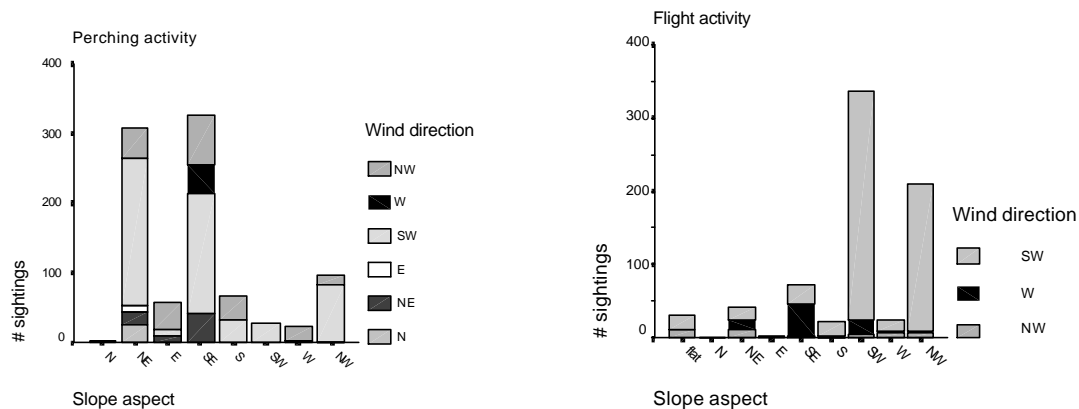 Perching activity
400
300
200
100
0
# sightings
N
NE
E
SE
S
SW
W
NW
Slope aspect
Wind direction
NW
W
SW
E
NE
N
Flight activity
400
300
200
100
0
# sightings
flat
N
NE
E
SE
S
SW
W
NW
Slope aspect
Wind direction
SW
W
NW